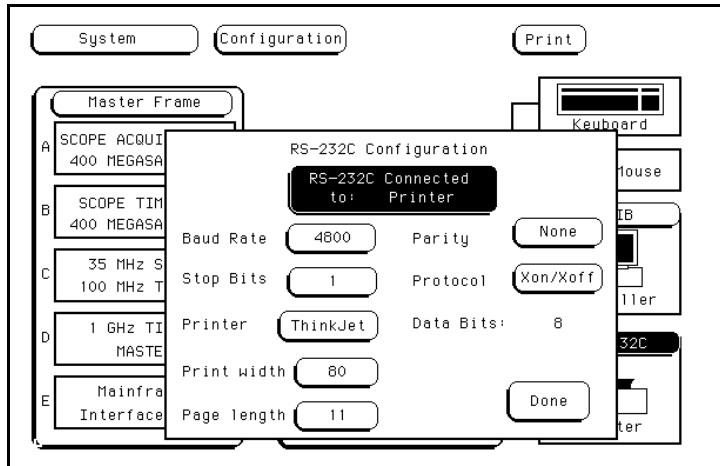 System Configuration Print
Master Frame
Keyboard
A SCOPE ACQUI
400 MEGASA
Mouse
B SCOPE TIM
400 MEGASA
IB
C 35 MHz S
100 MHz T
ller
D 1 GHz TI
MASTE
32C
E Mainfra
Interface
ter
RS-232C Configuration
RS-232C Connected
to: Printer
Baud Rate 4800 Parity None
Stop Bits 1 Protocol Xon/Xoff
Printer ThinkJet Data Bits: 8
Print width 80
Page length 11 Done